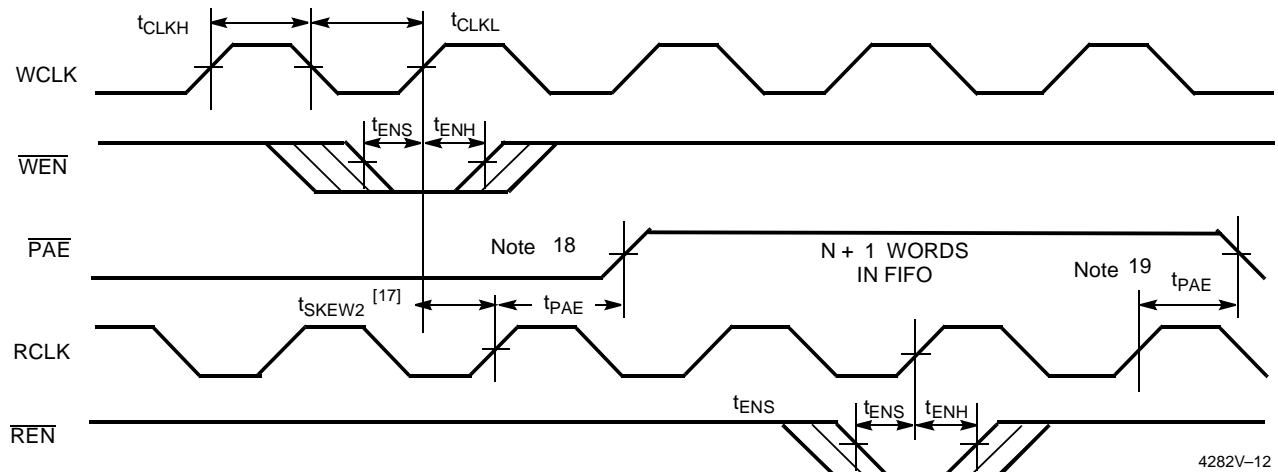 tCLKH
tCLKL
WCLK
tENS
tENH
WEN
PAE
Note 18
N + 1 WORDS
IN FIFO
Note 19
tPAE
tSKEW2 [17]
tPAE
RCLK
tENS
tENS
tENH
REN
4282V–12